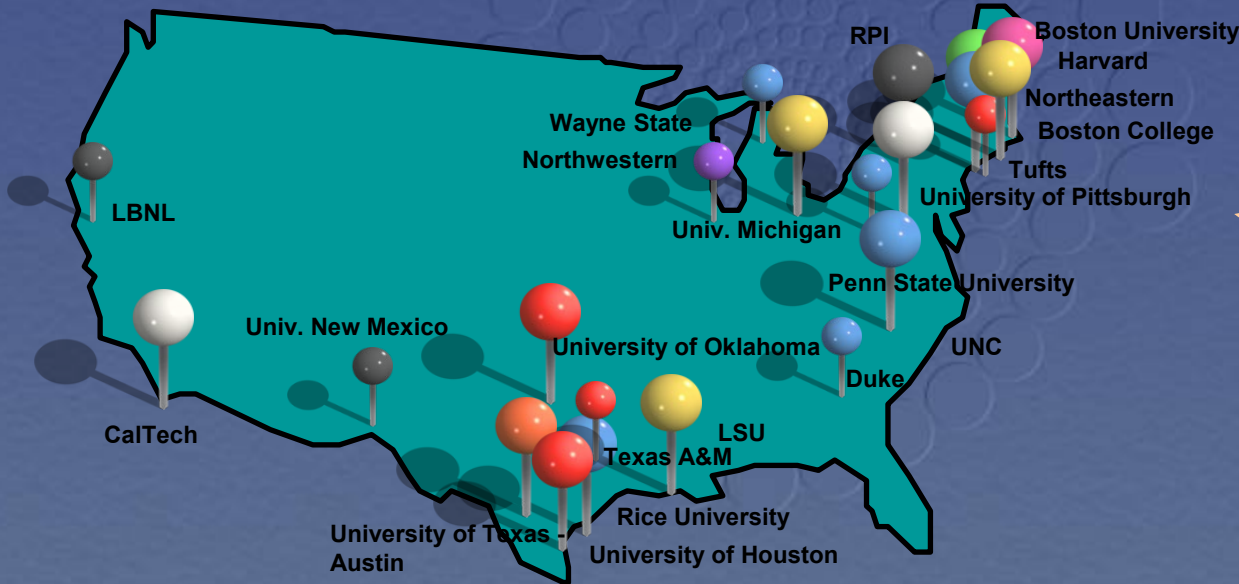 RPI
Boston University
Harvard
Northeastern
Boston College
Tufts
University of Pittsburgh
Wayne State
Northwestern
Univ. Michigan
Penn State University
LBNL
Univ. New Mexico
University of Oklahoma
UNC
Duke
CalTech
LSU
Texas A&M
Rice University
University of Texas -
Austin
University of Houston